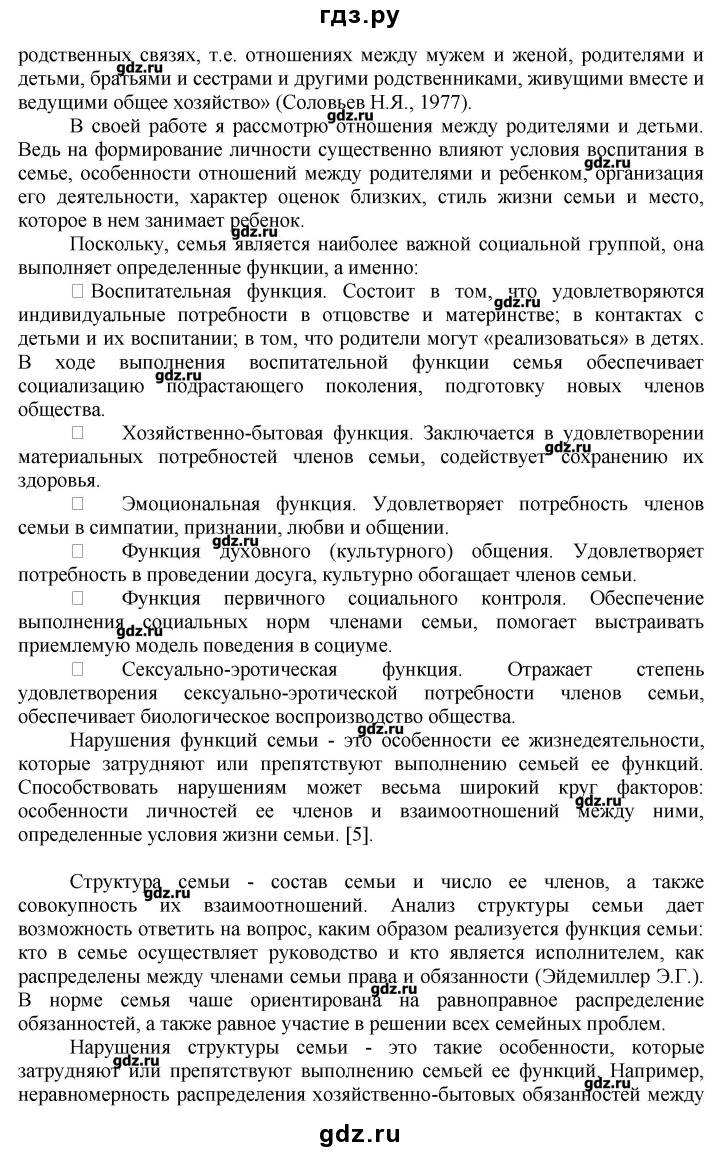 гдз.ру
родственных связях, т.е. отношениях между мужем и женой, родителями и
детьми, братьями и сестрами и другими родственниками, живущими вместе и
ведущими общее хозяйство» (Соловьев Н.Я., 1977).
В своей работе я рассмотрю отношения между родителями и детьми.
Ведь на формирование личности существенно влияют условия воспитания в
семье, особенности отношений между родителями и ребенком, организация
его деятельности, характер оценок близких, стиль жизни семьи и место,
которое в нем занимает ребенок.
Поскольку, семья является наиболее важной социальной группой, она
выполняет определенные функции, а именно:
Воспитательная функция. Состоит в том, что удовлетворяются
индивидуальные потребности в отцовстве и материнстве; в контактах с
детьми и их воспитании; в том, что родители могут «реализоваться» в детях.
В ходе выполнения воспитательной функции семья обеспечивает
социализацию подрастающего поколения, подготовку новых членов
общества.
Хозяйственно-бытовая функция. Заключается в удовлетворении
материальных потребностей членов семьи, содействует сохранению их
здоровья.
Эмоциональная функция. Удовлетворяет потребность членов
семьи в симпатии, признании, любви и общении.
Функция духовного (культурного) общения. Удовлетворяет
потребность в проведении досуга, культурно обогащает членов семьи.
Функция первичного социального контроля. Обеспечение
выполнения социальных норм членами семьи, помогает выстраивать
приемлемую модель поведения в социуме.
Сексуально-эротическая функция. Отражает степень
удовлетворения сексуально-эротической потребности членов семьи,
обеспечивает биологическое воспроизводство общества.
Нарушения функций семьи - это особенности ее жизнедеятельности,
которые затрудняют или препятствуют выполнению семьей ее функций.
Способствовать нарушениям может весьма широкий круг факторов:
особенности личностей ее членов и взаимоотношений между ними,
определенные условия жизни семьи. [5].
Структура семьи - состав семьи и число ее членов, а также
совокупность их взаимоотношений. Анализ структуры семьи дает
возможность ответить на вопрос, каким образом реализуется функция семьи:
кто в семье осуществляет руководство и кто является исполнителем, как
распределены между членами семьи права и обязанности (Эйдемиллер Э.Г.).
В норме семья чаше ориентирована на равноправное распределение
обязанностей, а также равное участие в решении всех семейных проблем.
Нарушения структуры семьи - это такие особенности, которые
затрудняют или препятствуют выполнению семьей ее функций. Например,
неравномерность распределения хозяйственно-бытовых обязанностей между
gdz.ru